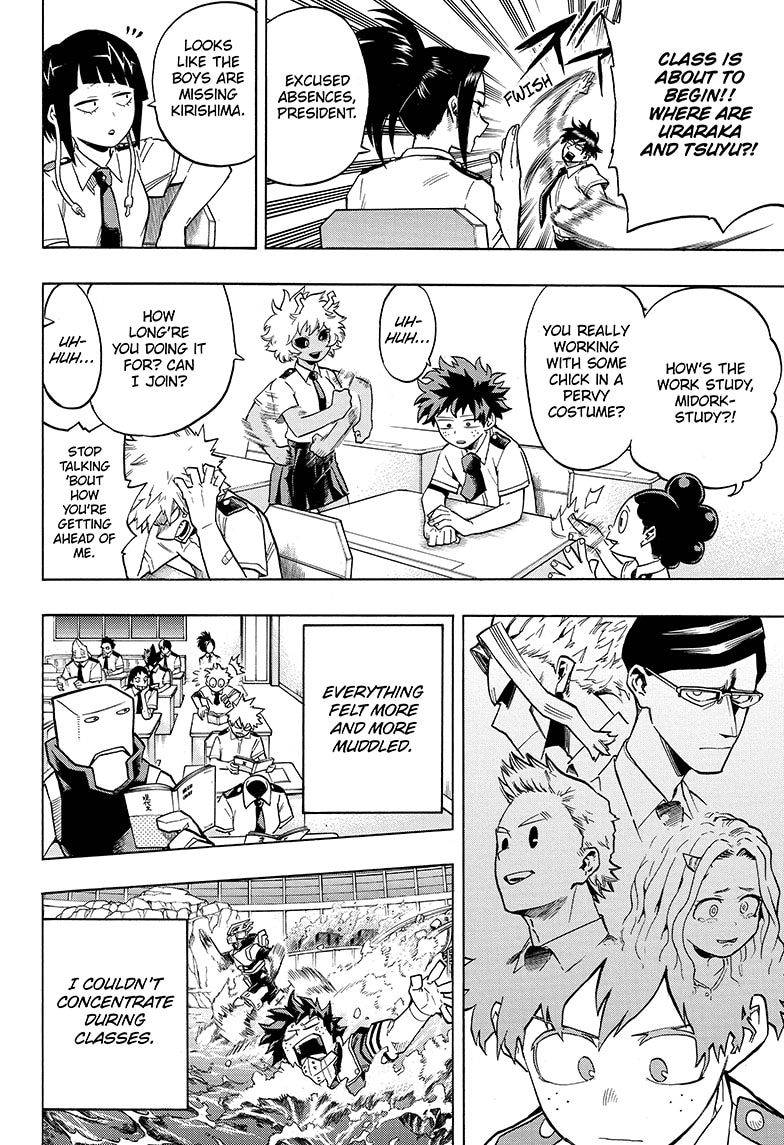 CLASS IS
ABOUT TO
BEGIN!!
WHERE ARE
URARAKA
AND TSUYU?!
FWISH
EXCUSED
ABSENCES,
PRESIDENT.
LOOKS
LIKE THE
BOYS ARE
MISSING
KIRISHIMA.
HOW'S THE
WORK STUDY,
MIDORK-
STUDY?!
YOU REALLY
WORKING
WITH SOME
CHICK IN A
PERVY
COSTUME?
UH-
HUH...
HOW
LONG'RE
YOU DOING IT
FOR? CAN
I JOIN?
UH-
HUH...
STOP
TALKING
'BOUT
HOW
YOU'RE
GETTING
AHEAD OF
ME.
EVERYTHING
FELT MORE
AND MORE
MUDDLED.
I COULDN'T
CONCENTRATE
DURING
CLASSES.